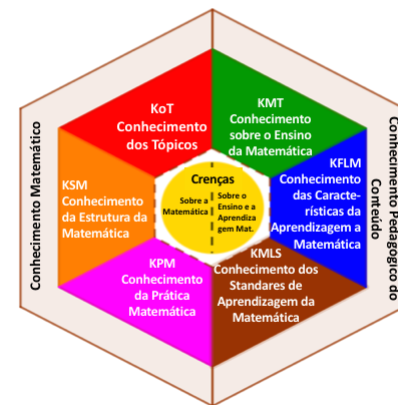 Conhecimento Matemático
KoT
Conhecimento
dos Tópicos
KMT
Conhecimento
sobre o Ensino
da Matemática
KSM
Conhecimento
da Estrutura da
Matemática
Crenças
Sobre a
Matemática
Sobre o
Ensino e a
Aprendiza
gem Mat.
KFLM
Conhecimento
das Caracte-
rísticas da
Aprendizagem a
Matemática
KPM
Conhecimento
da Prática
Matemática
KMLS
Conhecimento dos
Standares de
Aprendizagem da
Matemática
Conhecimento Pedagógico do
Conteúdo